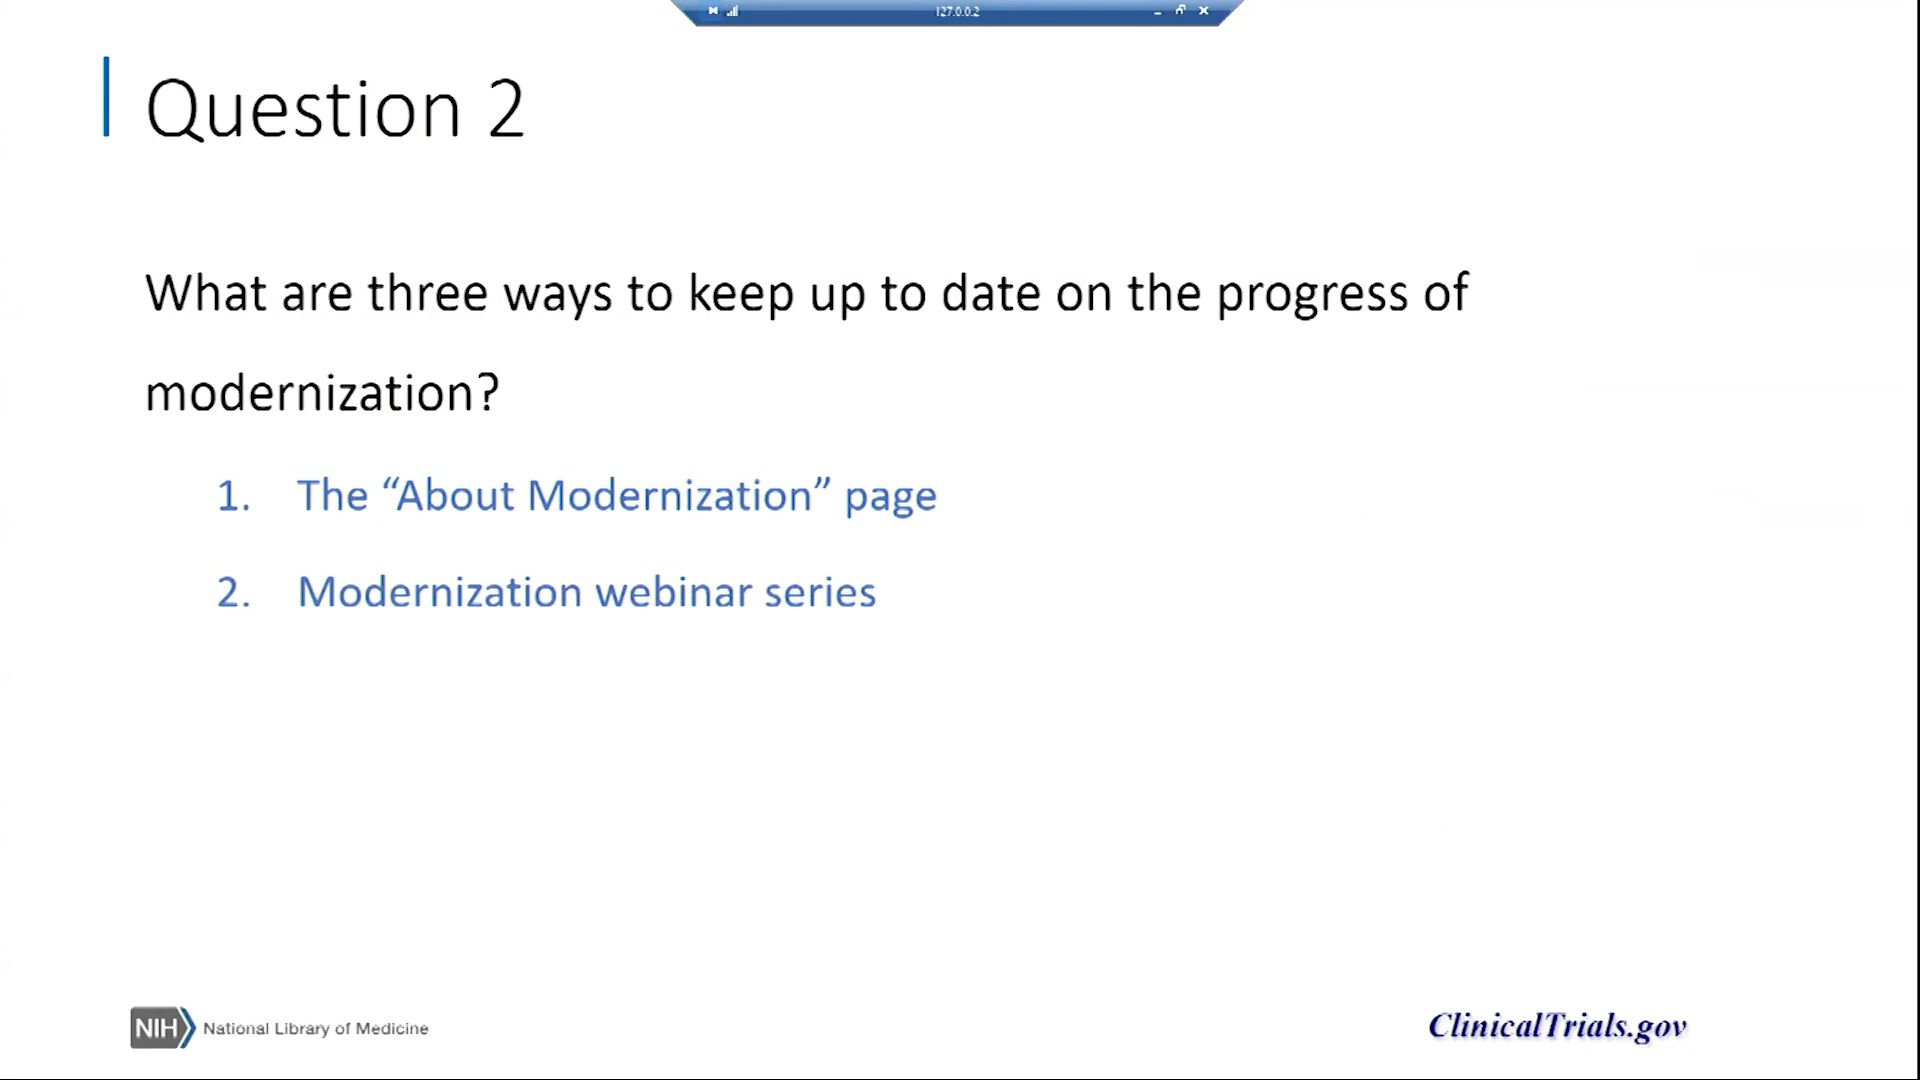 127.0.0.2
Question 2
What are three ways to keep up to date on the progress of
modernization?
1. The “About Modernization” page
2. Modernization webinar series
NIH National Library of Medicine
ClinicalTrials.gov